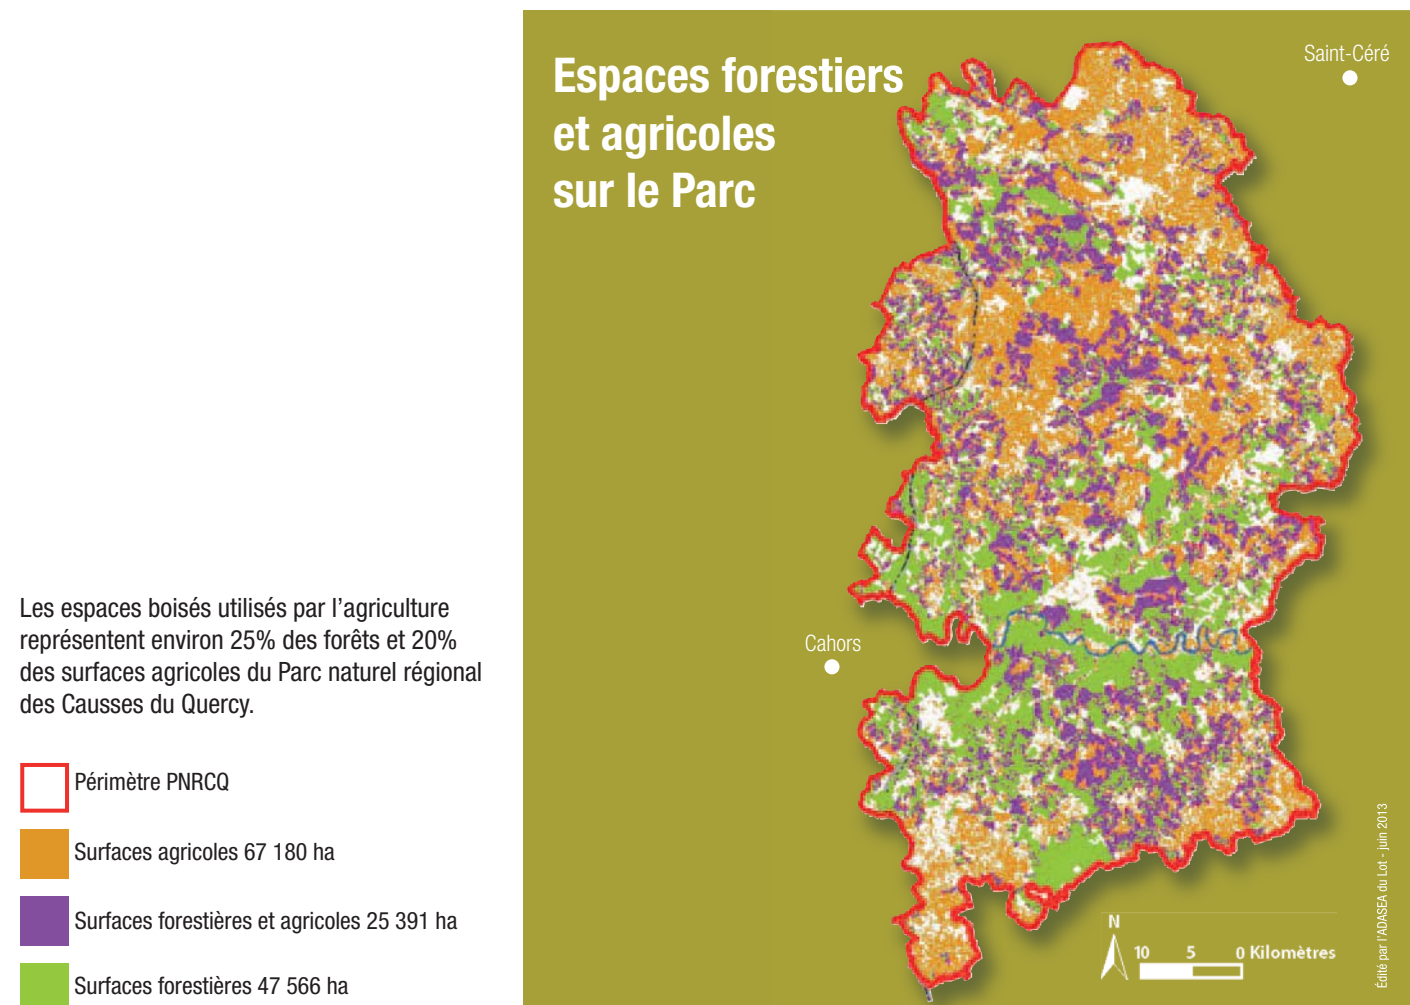 Espaces forestiers
et agricoles
sur le Parc
Saint-Céré
Cahors
Les espaces boisés utilisés par l'agriculture
représentent environ 25% des forêts et 20%
des surfaces agricoles du Parc naturel régional
des Causses du Quercy.
Périmètre PNRCQ
Surfaces agricoles 67 180 ha
Surfaces forestières et agricoles 25 391 ha
Surfaces forestières 47 566 ha
N
10 5 0 Kilomètres
Édité par l'ADASEA du Lot - juin 2013